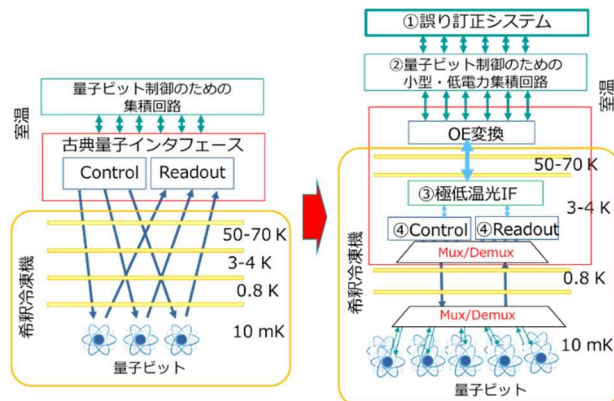 量子ビット制御のための
集積回路
室温
古典量子インタフェース
Control
Readout
希釈冷凍機
50-70 K
3-4 K
0.8 K
10 mK
量子ビット
①誤り訂正システム
②量子ビット制御のための
小型・低電力集積回路
室温
OE変換
50-70 K
③極低温光IF
3-4 K
④Control
④Readout
Mux/Demux
希釈冷凍機
0.8 K
Mux/Demux
10 mK
量子ビット